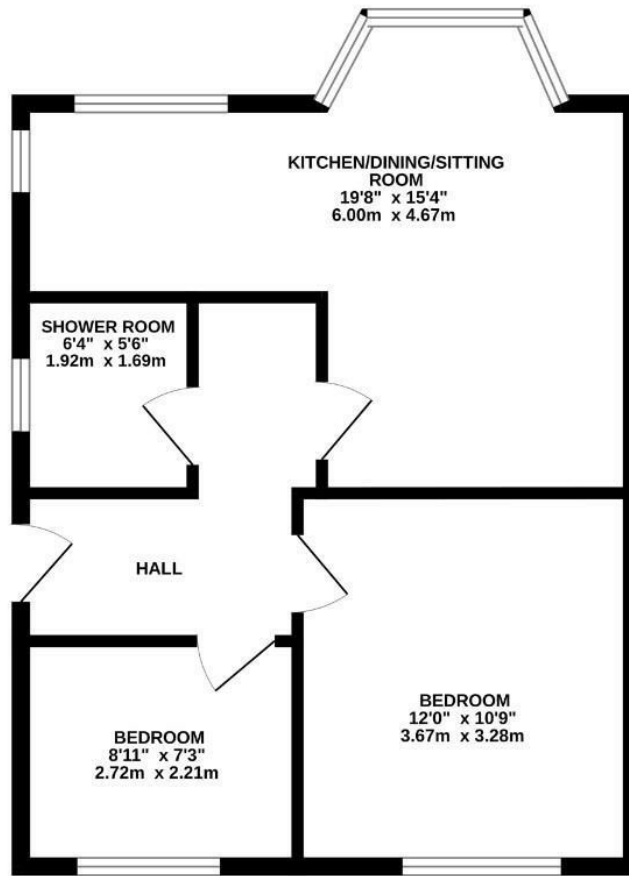 KITCHEN/DINING/SITTING
ROOM
19'8" x 15'4"
6.00m x 4.67m
SHOWER ROOM
6'4" x 5'6"
1.92m x 1.69m
HALL
BEDROOM
12'0" x 10'9"
3.67m x 3.28m
BEDROOM
8'11" x 7'3"
2.72m x 2.21m